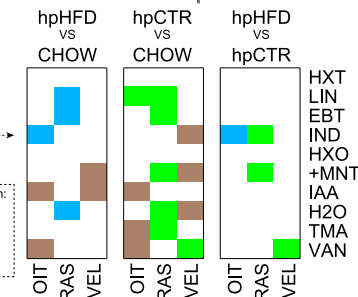 hpHFD hpCTR hpHFD
vs vs vs
CHOW CHOW hpCTR
HXT
LIN
EBT
IND
HXO
+MNT
IAA
H2O
TMA
VAN
OIT RAS VEL OIT RAS VEL OIT RAS VEL